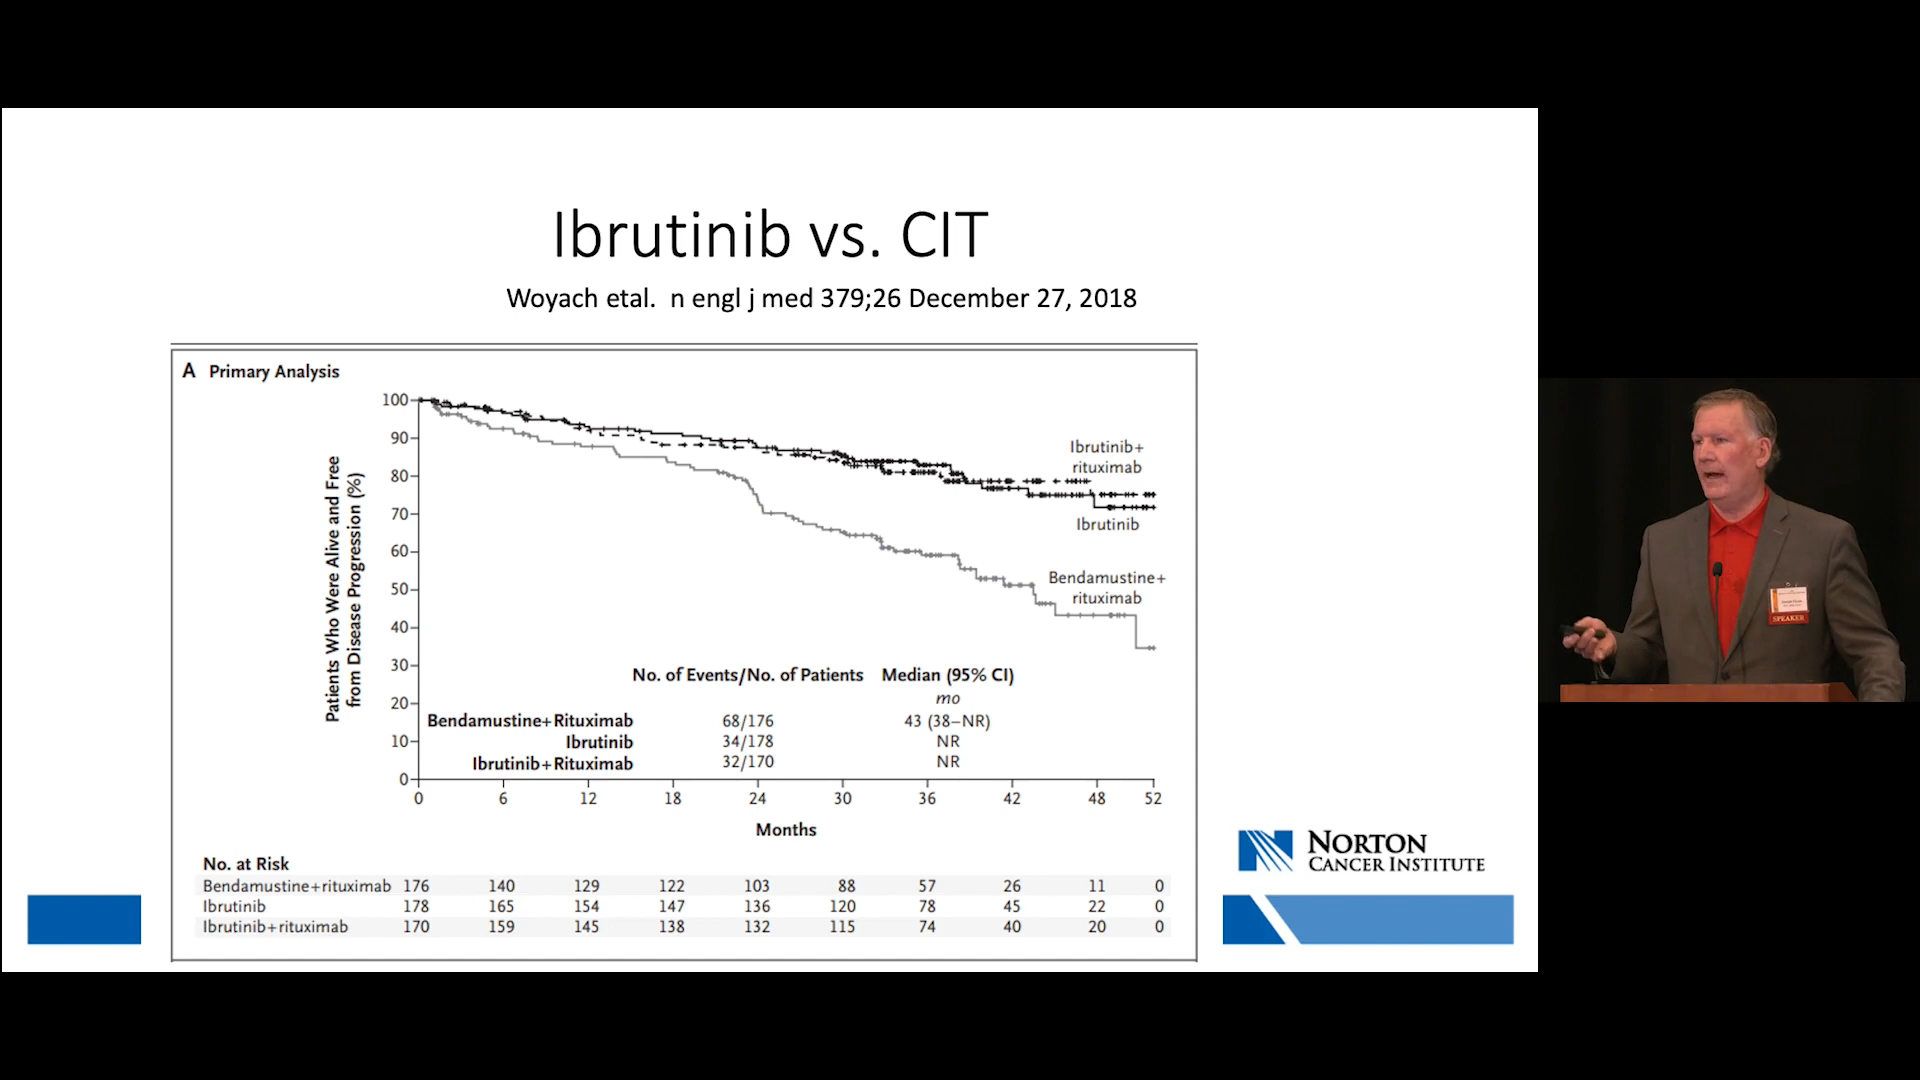 Ibrutinib vs. CIT
Woyach etal. n engl j med 379;26 December 27, 2018
A Primary Analysis
Patients Who Were Alive and Free
from Disease Progression (%)
100
90
80
70
60
50
40
30
20
10
0
Ibrutinib+
rituximab
Ibrutinib
Bendamustine+
rituximab
No. of Events/No. of Patients Median (95% CI)
mo
Bendamustine+Rituximab 68/176 43 (38–NR)
Ibrutinib 34/178 NR
Ibrutinib+Rituximab 32/170 NR
0 6 12 18 24 30 36 42 48 52
Months
No. at Risk
Bendamustine+rituximab 176 140 129 122 103 88 57 26 11 0
Ibrutinib 178 165 154 147 136 120 78 45 22 0
Ibrutinib+rituximab 170 159 145 138 132 115 74 40 20 0
NORTON
CANCER INSTITUTE
SPEAKER